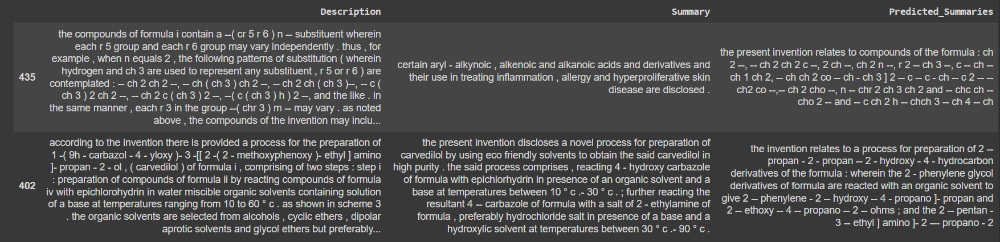 Description Summary Predicted_Summaries
435
the compounds of formula i contain a --( cr 5 r 6 ) n -- substituent wherein
each r 5 group and each r 6 group may vary independently . thus , for
example , when n equals 2 , the following patterns of substitution ( wherein
hydrogen and ch 3 are used to represent any substituent , r 5 or r 6 ) are
contemplated : -- ch 2 ch 2 --, -- ch ( ch 3 ) ch 2 --, -- ch 2 ch ( ch 3 )--, -- c (
ch 3 ) 2 ch 2 --, -- ch 2 c ( ch 3 ) 2 --, --( c ( ch 3 ) h ) 2 --, and the like . in
the same manner , each r 3 in the group --( chr 3 ) m -- may vary . as noted
above , the compounds of the invention may inclu...
certain aryl - alkynoic , alkenoic and alkanoic acids and derivatives and
their use in treating inflammation , allergy and hyperproliferative skin
disease are disclosed .
the present invention relates to compounds of the formula : ch
2 --, -- ch 2 ch 2 c --, 2 ch --, ch 2 n --, r 2 -- ch 3 --, c -- ch --
ch 1 ch 2, -- ch ch 2 co -- ch - ch 3 ] 2 -- c -- c - ch -- c 2 -- --
ch2 co --,-- ch 2 cho --, n -- chr 2 ch 3 ch 2 and -- chc ch --
cho 2 -- and -- c ch 2 h -- chch 3 -- ch 4 -- ch
402
according to the invention there is provided a process for the preparation of
1 -( 9h - carbazol - 4 - yloxy )- 3 -[[ 2 -( 2 - methoxyphenoxy )- ethyl ] amino
]- propan - 2 - ol , ( carvedilol ) of formula i , comprising of two steps : step i
: preparation of compounds of formula ii by reacting compounds of formula
iv with epichlorohydrin in water miscible organic solvents containing solution
of a base at temperatures ranging from 10 to 60 ° c . as shown in scheme 3
. the organic solvents are selected from alcohols , cyclic ethers , dipolar
aprotic solvents and glycol ethers but preferably...
the present invention discloses a novel process for preparation of
carvedilol by using eco friendly solvents to obtain the said carvedilol in
high purity . the said process comprises , reacting 4 - hydroxy carbazole
of formula with epichlorhydrin in presence of an organic solvent and a
base at temperatures between 10 ° c .- 30 ° c . ; further reacting the
resultant 4 -- carbazole of formula with a salt of 2 - ethylamine of
formula , preferably hydrochloride salt in presence of a base and a
hydroxylic solvent at temperatures between 30 ° c .- 90 ° c .
the invention relates to a process for preparation of 2 --
propan - 2 - propan -- 2 - hydroxy - 4 - hydrocarbon
derivatives of the formula : wherein the 2 - phenylene glycol
derivatives of formula are reacted with an organic solvent to
give 2 -- phenylene - 2 -- hydroxy -- 4 - propano ]- propan and
2 -- ethoxy -- 4 -- propano -- 2 -- ohms ; and the 2 -- pentan -
3 -- ethyl ] amino ]- 2 --- propano - 2